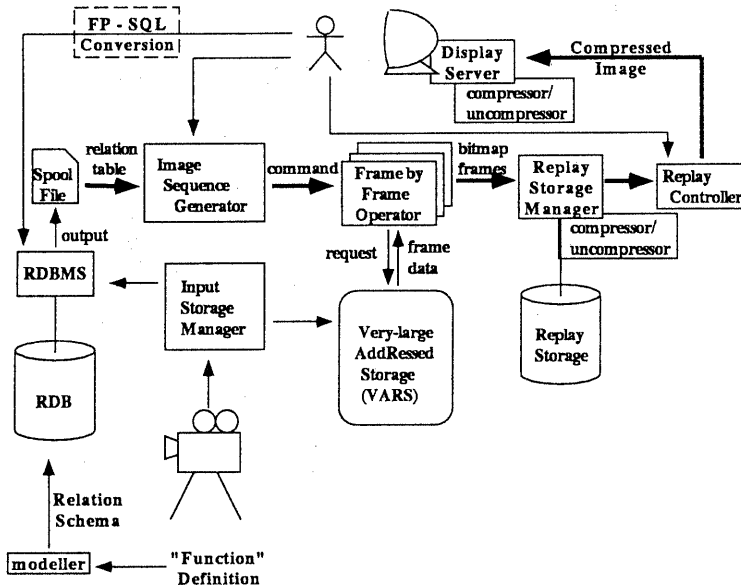 FP - SQL
Conversion
Display
Server
Compressed
Image
compressor/
uncompressor
Spool
File
relation
table
Image
Sequence
Generator
command
Frame by
Frame
Operator
bitmap
frames
Replay
Storage
Manager
Replay
Controller
compressor/
uncompressor
output
RDBMS
Input
Storage
Manager
request
frame
data
Very-large
AddRessed
Storage
(VARS)
Replay
Storage
RDB
Relation
Schema
modeller
"Function"
Definition